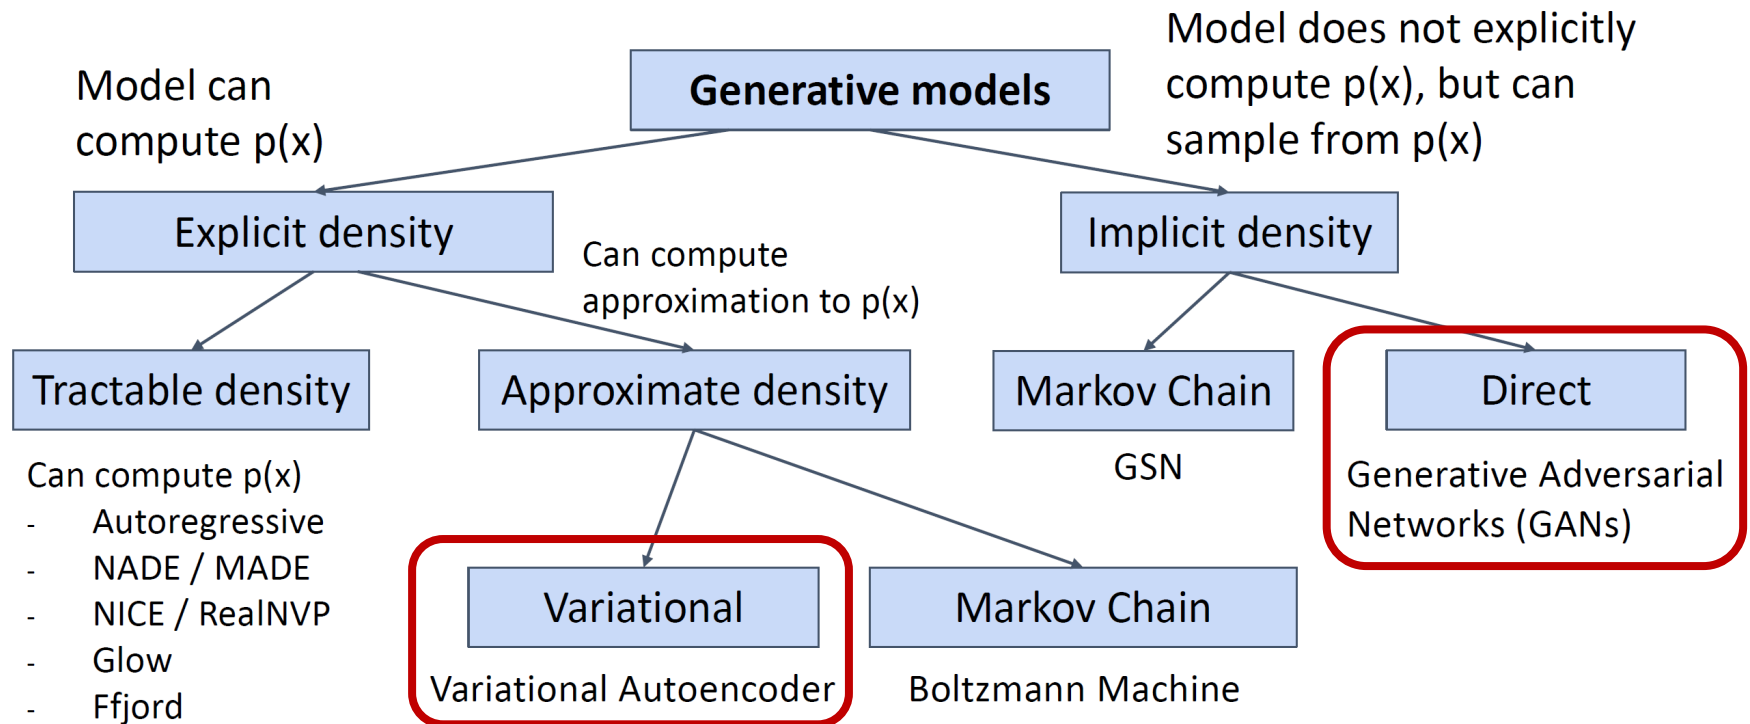 Generative models
Model can
compute p(x)
Model does not explicitly
compute p(x), but can
sample from p(x)
Explicit density
Implicit density
Can compute
approximation to p(x)
Tractable density
Approximate density
Markov Chain
Direct
Can compute p(x)
- Autoregressive
- NADE / MADE
- NICE / RealNVP
- Glow
- Ffjord
GSN
Generative Adversarial
Networks (GANs)
Variational
Markov Chain
Variational Autoencoder
Boltzmann Machine